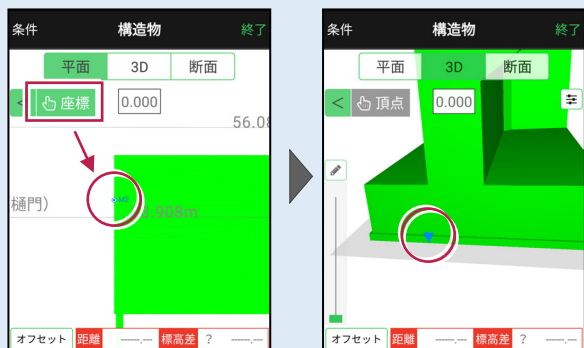 条件 構造物 終了
平面 3D 断面
< 座標 0.000
56.08
M2
樋門)
2.908m
オフセット 距離 -----.--- 標高差 ? -----.---
条件 構造物 終了
平面 3D 断面
< 頂点 0.000
オフセット 距離 -----.--- 標高差 ? -----.---